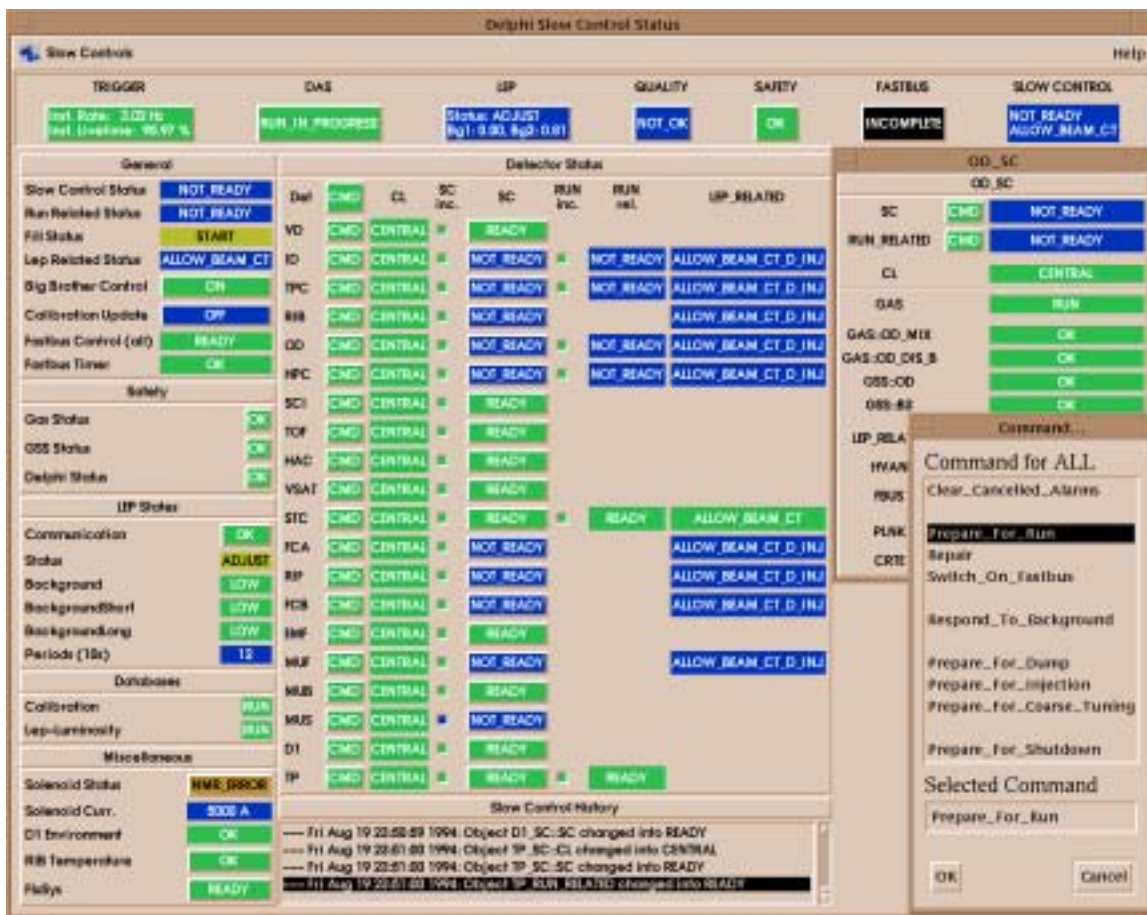 Delphi Slow Control Status
Slow Controls Help
TRIGGER DAS LEP QUALITY SAFETY FASTBUS SLOW CONTROL
Inst. Rate: Hz RUN_IN_PROGRESS Status: ADJUST NOT_OK OK INCOMPLETE NOT_READY
Inst. Livetime: % Bg1: 0.00, Bg2: 0.01 ALLOW_BEAM_CT
General
Slow Control Status NOT_READY
Run Related Status NOT_READY
Fill Status START
Lep Related Status ALLOW_BEAM_CT
Big Brother Control ON
Calibration Update OFF
Fastbus Control (all) READY
Fastbus Timer OK
Safety
Gas Status OK
GSS Status OK
Delphi Status OK
LEP Status
Communication OK
Status ADJUST
Background LOW
BackgroundShort LOW
BackgroundLong LOW
Periods (10s) 12
Databases
Calibration RUN
Lep-Luminosity RUN
Miscellaneous
Solenoid Status NMR_ERROR
Solenoid Curr. 5000 A
D1 Environment OK
RIB Temperature OK
READY
Detector Status
Det CMD CL SC inc. SC RUN inc. RUN rel. LEP_RELATED
VD CMD CENTRAL READY
ID CMD CENTRAL NOT_READY NOT_READY ALLOW_BEAM_CT_D_INJ
TPC CMD CENTRAL NOT_READY NOT_READY ALLOW_BEAM_CT_D_INJ
RIB CMD CENTRAL NOT_READY ALLOW_BEAM_CT_D_INJ
OD CMD CENTRAL NOT_READY NOT_READY ALLOW_BEAM_CT_D_INJ
HPC CMD CENTRAL NOT_READY NOT_READY ALLOW_BEAM_CT_D_INJ
SCI CMD CENTRAL READY
TOF CMD CENTRAL READY
HAC CMD CENTRAL READY
VSAT CMD CENTRAL READY
STC CMD CENTRAL READY READY ALLOW_BEAM_CT
FCA CMD CENTRAL NOT_READY ALLOW_BEAM_CT_D_INJ
RIF CMD CENTRAL NOT_READY ALLOW_BEAM_CT_D_INJ
FCB CMD CENTRAL NOT_READY ALLOW_BEAM_CT_D_INJ
EMF CMD CENTRAL READY
MUF CMD CENTRAL NOT_READY ALLOW_BEAM_CT_D_INJ
MUB CMD CENTRAL READY
MUS CMD CENTRAL NOT_READY
D1 CMD CENTRAL READY
TP CMD CENTRAL READY READY
Slow Control History
---- Fri Aug 19 23:50:59 1994: Object D1_SC::SC changed into READY
---- Fri Aug 19 23:51:00 1994: Object TP_SC::CL changed into CENTRAL
---- Fri Aug 19 23:51:00 1994: Object TP_SC::SC changed into READY
---- Fri Aug 19 23:51:00 1994: Object TP_RUN_RELATED changed into READY
OD_SC
OD_SC
SC CMD NOT_READY
RUN_RELATED CMD NOT_READY
CL CENTRAL
GAS RUN
GAS::OD_MIX OK
GAS::OD_DIS_B OK
GSS::OD OK
OK
LEP_RELA
HVAN
FBUS
PLNK
CRTE
Command...
Command for ALL
Clear_Cancelled_Alarms
Prepare_For_Run
Repair
Switch_On_Fastbus
Respond_To_Background
Prepare_For_Dump
Prepare_For_Injection
Prepare_For_Coarse_Tuning
Prepare_For_Shutdown
Selected Command
Prepare_For_Run
OK Cancel